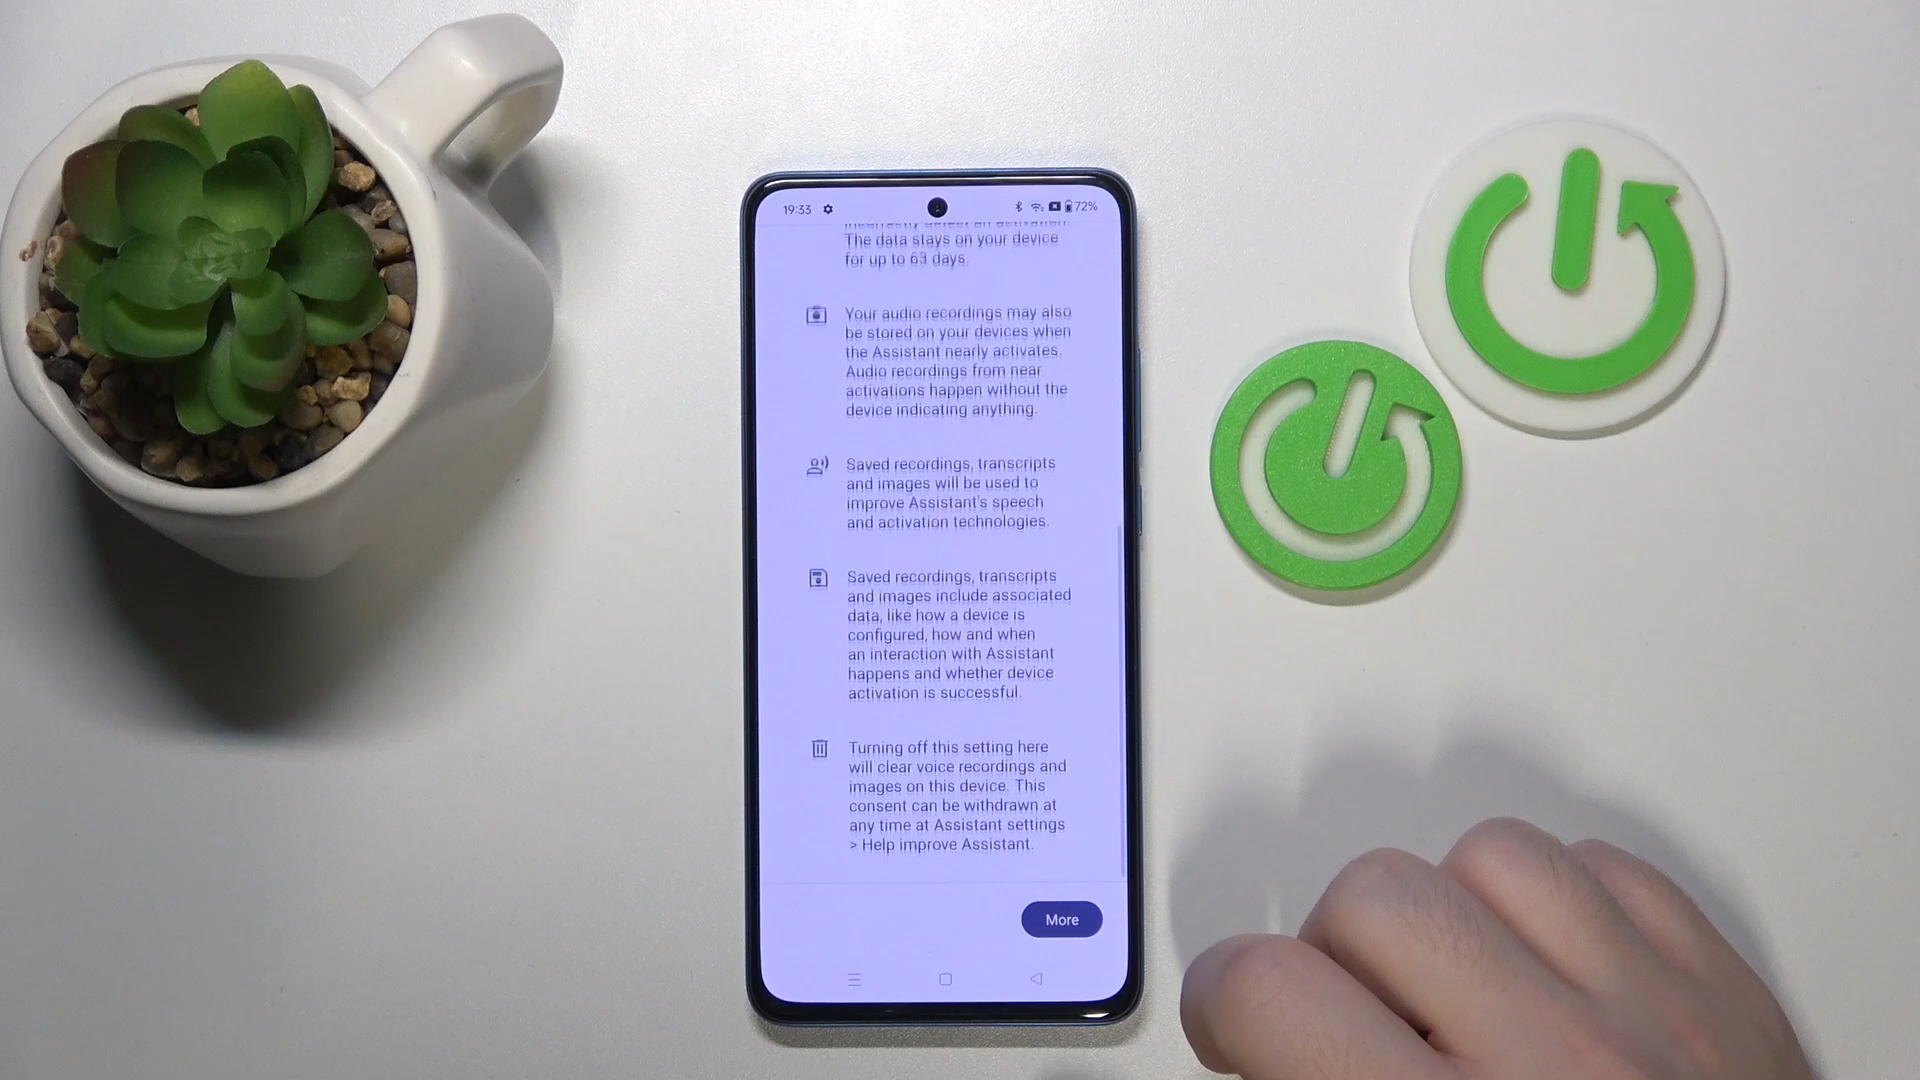 19:33
72%
incorrectly detect an activation.
The data stays on your device
for up to 63 days.
Your audio recordings may also
be stored on your devices when
the Assistant nearly activates.
Audio recordings from near
activations happen without the
device indicating anything.
Saved recordings, transcripts
and images will be used to
improve Assistant's speech
and activation technologies.
Saved recordings, transcripts
and images include associated
data, like how a device is
configured, how and when
an interaction with Assistant
happens and whether device
activation is successful.
Turning off this setting here
will clear voice recordings and
images on this device. This
consent can be withdrawn at
any time at Assistant settings
> Help improve Assistant.
More